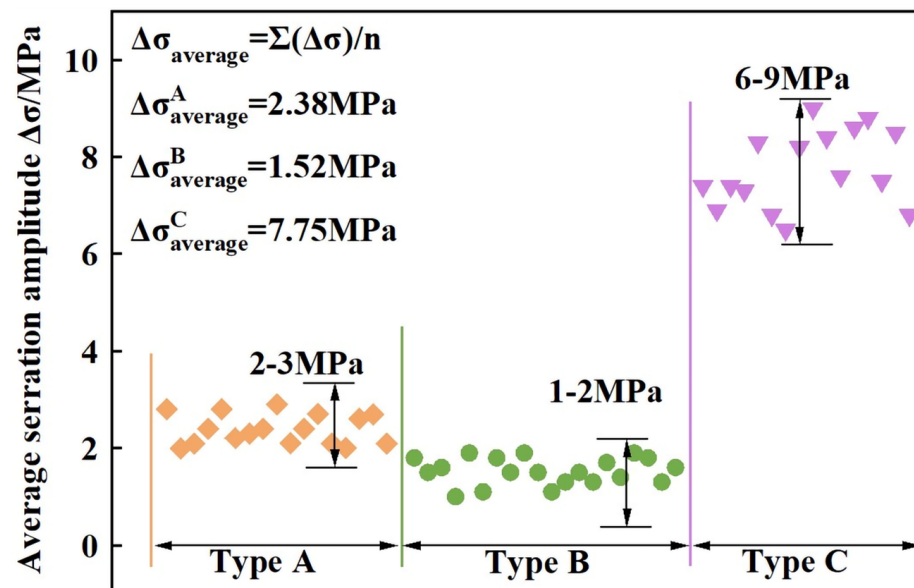 Average serration amplitude Δσ/MPa
10
8
6
4
2
0
Δσaverage=Σ(Δσ)/n
ΔσAaverage=2.38MPa
ΔσBaverage=1.52MPa
ΔσCaverage=7.75MPa
2-3MPa
1-2MPa
6-9MPa
Type A
Type B
Type C